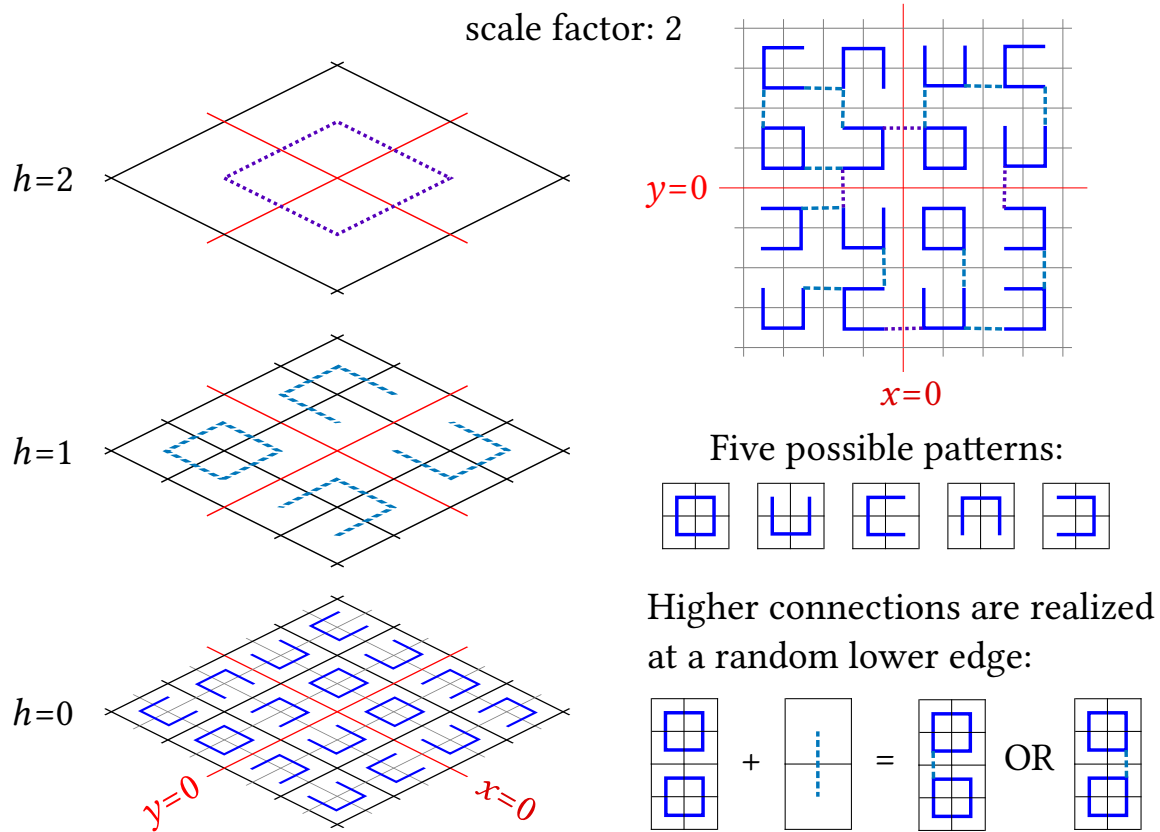 scale factor: 2
h=2
y=0
x=0
h=1
Five possible patterns:
Higher connections are realized
at a random lower edge:
h=0
y=0
x=0
+
=
OR